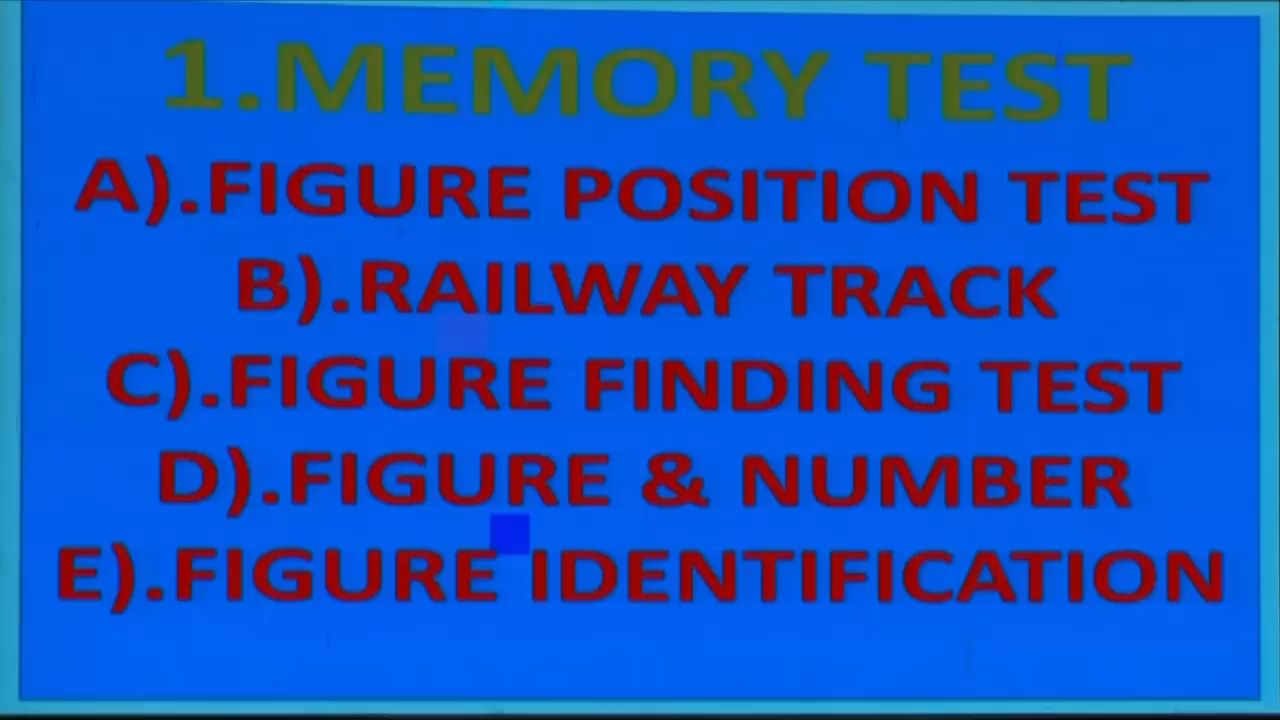 1.MEMORY TEST
A).FIGURE POSITION TEST
B).RAILWAY TRACK
C).FIGURE FINDING TEST
D).FIGURE & NUMBER
E).FIGURE IDENTIFICATION